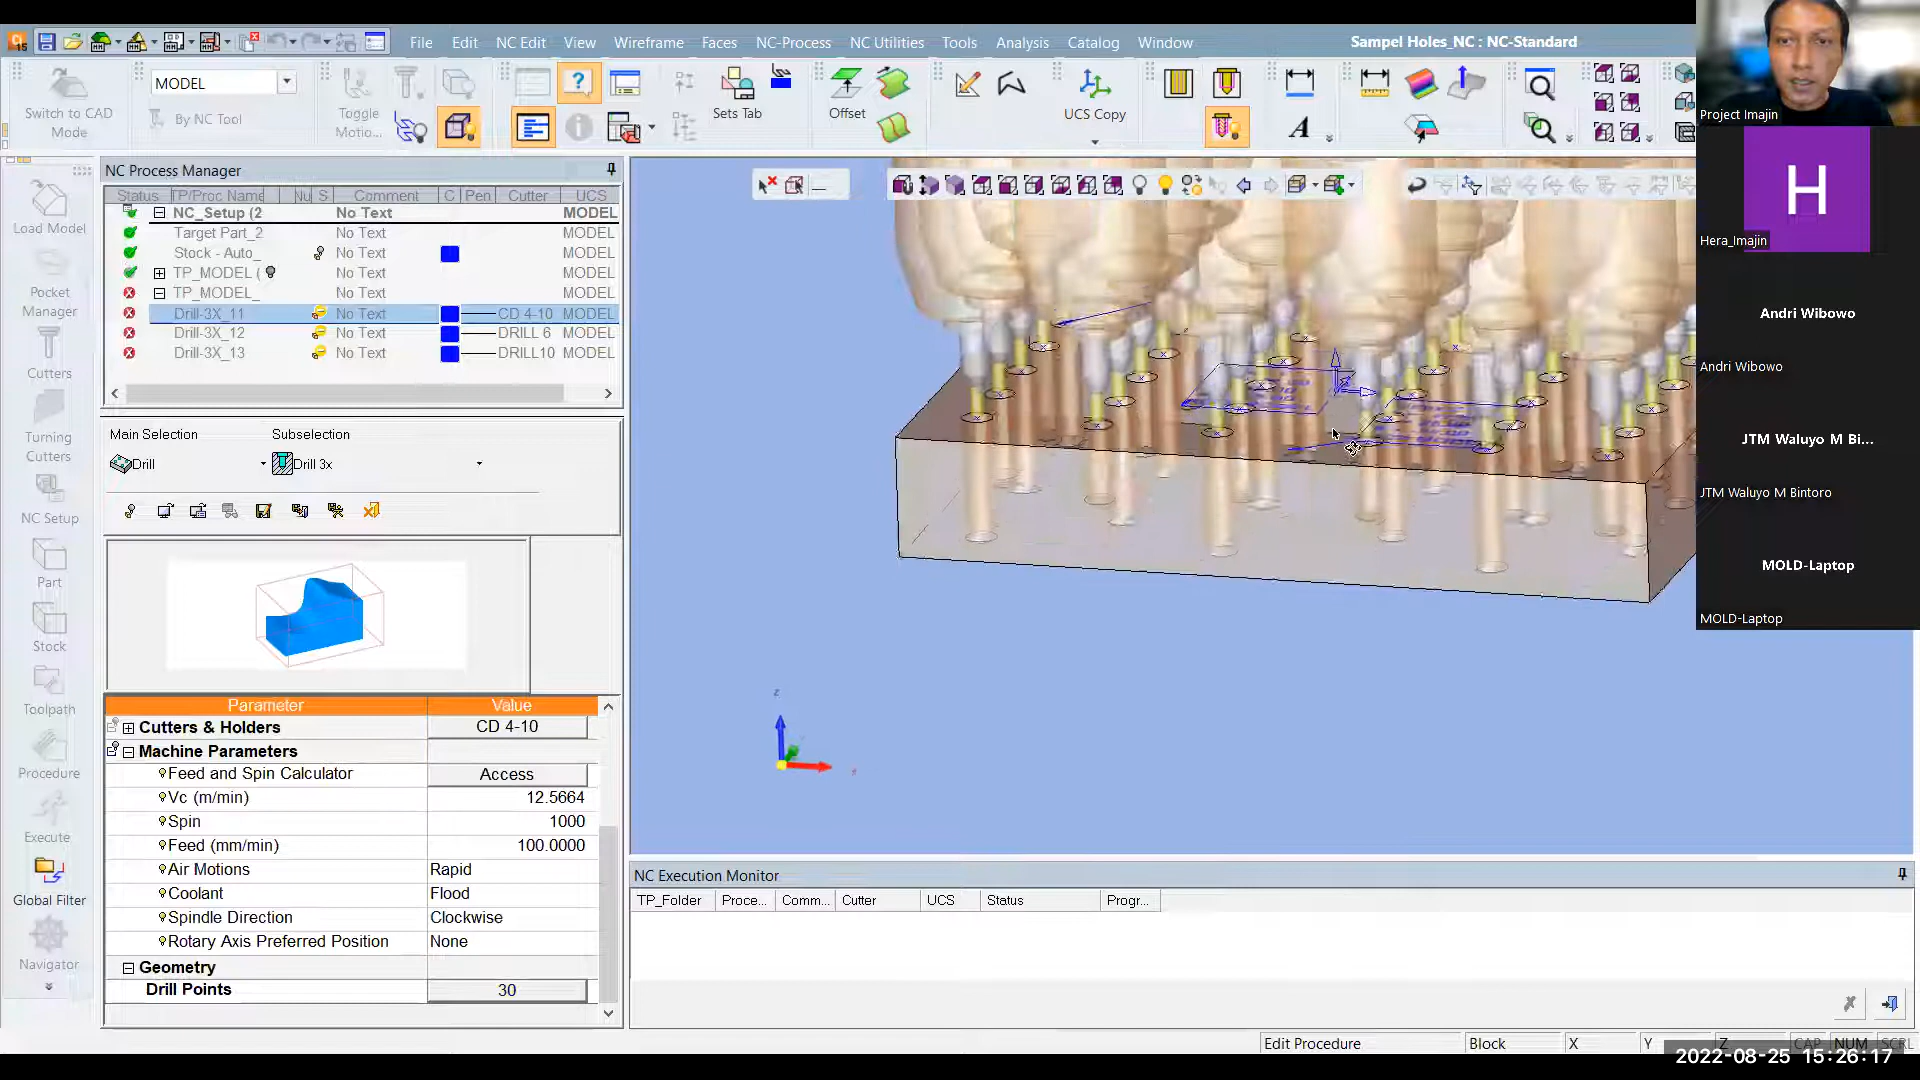 File Edit NC Edit View Wireframe Faces NC-Process NC Utilities Tools Analysis Catalog Window
Sampel Holes_NC : NC-Standard
Switch to CAD
Mode
MODEL
By NC Tool
Toggle
Motio...
Sets Tab
Offset
UCS Copy
A
NC Process Manager
Status TP/Proc Name Nu S Comment C Pen Cutter UCS
NC_Setup (2 No Text MODEL
Target Part_2 No Text MODEL
Stock - Auto_ No Text MODEL
TP_MODEL ( No Text MODEL
TP_MODEL_ No Text MODEL
Drill-3X_11 No Text CD 4-10 MODEL
Drill-3X_12 No Text DRILL 6 MODEL
Drill-3X_13 No Text DRILL10 MODEL
Main Selection Subselection
Drill Drill 3x
Parameter Value
Cutters & Holders CD 4-10
Machine Parameters
Feed and Spin Calculator Access
Vc (m/min) 12.5664
Spin 1000
Feed (mm/min) 100.0000
Air Motions Rapid
Coolant Flood
Spindle Direction Clockwise
Rotary Axis Preferred Position None
Geometry
Drill Points 30
Load Model
Pocket
Manager
Cutters
Turning
Cutters
NC Setup
Part
Stock
Toolpath
Procedure
Execute
Global Filter
Navigator
NC Execution Monitor
TP_Folder Proce... Comm... Cutter UCS Status Progr...
Edit Procedure Block X Y Z CAP NUM SCRL
2022-08-25 15:26:17
Project Imajin
H
Hera_Imajin
Andri Wibowo
Andri Wibowo
JTM Waluyo M Bi...
JTM Waluyo M Bintoro
MOLD-Laptop
MOLD-Laptop